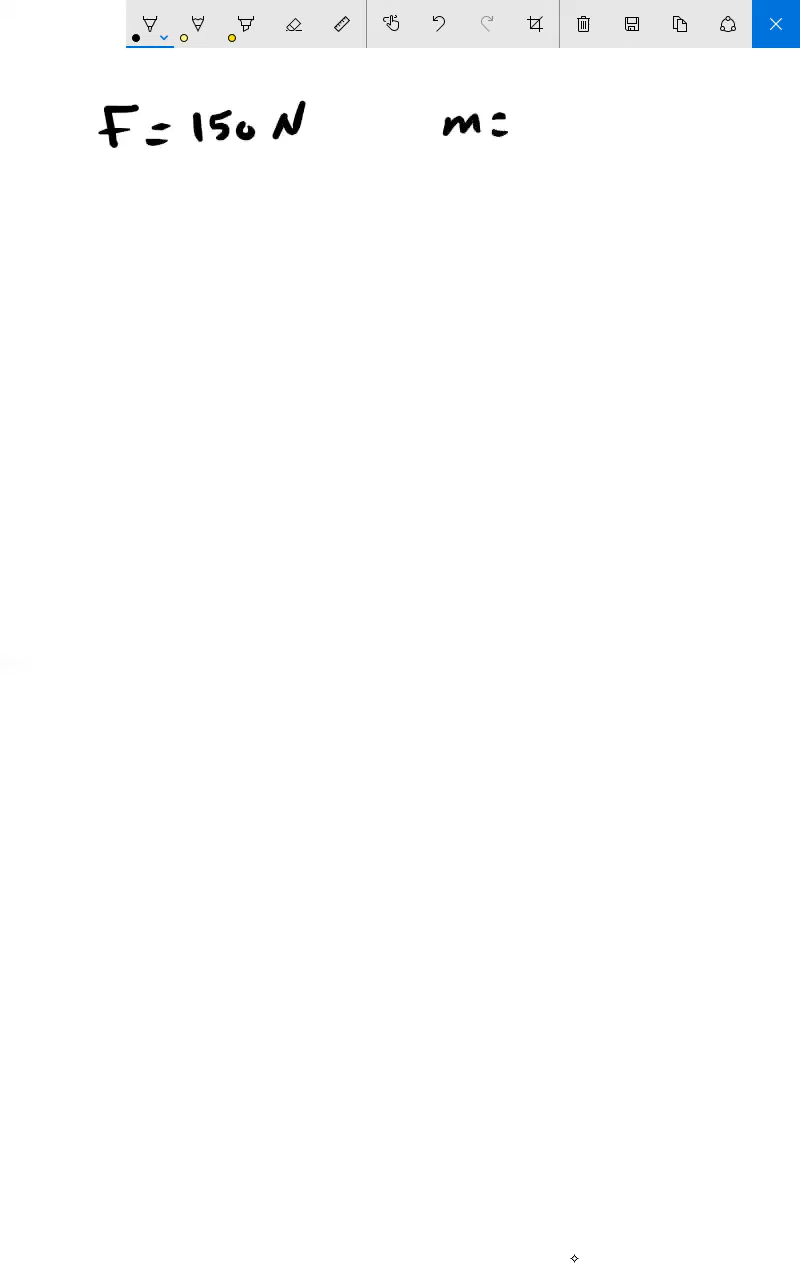 F = 150 N m =